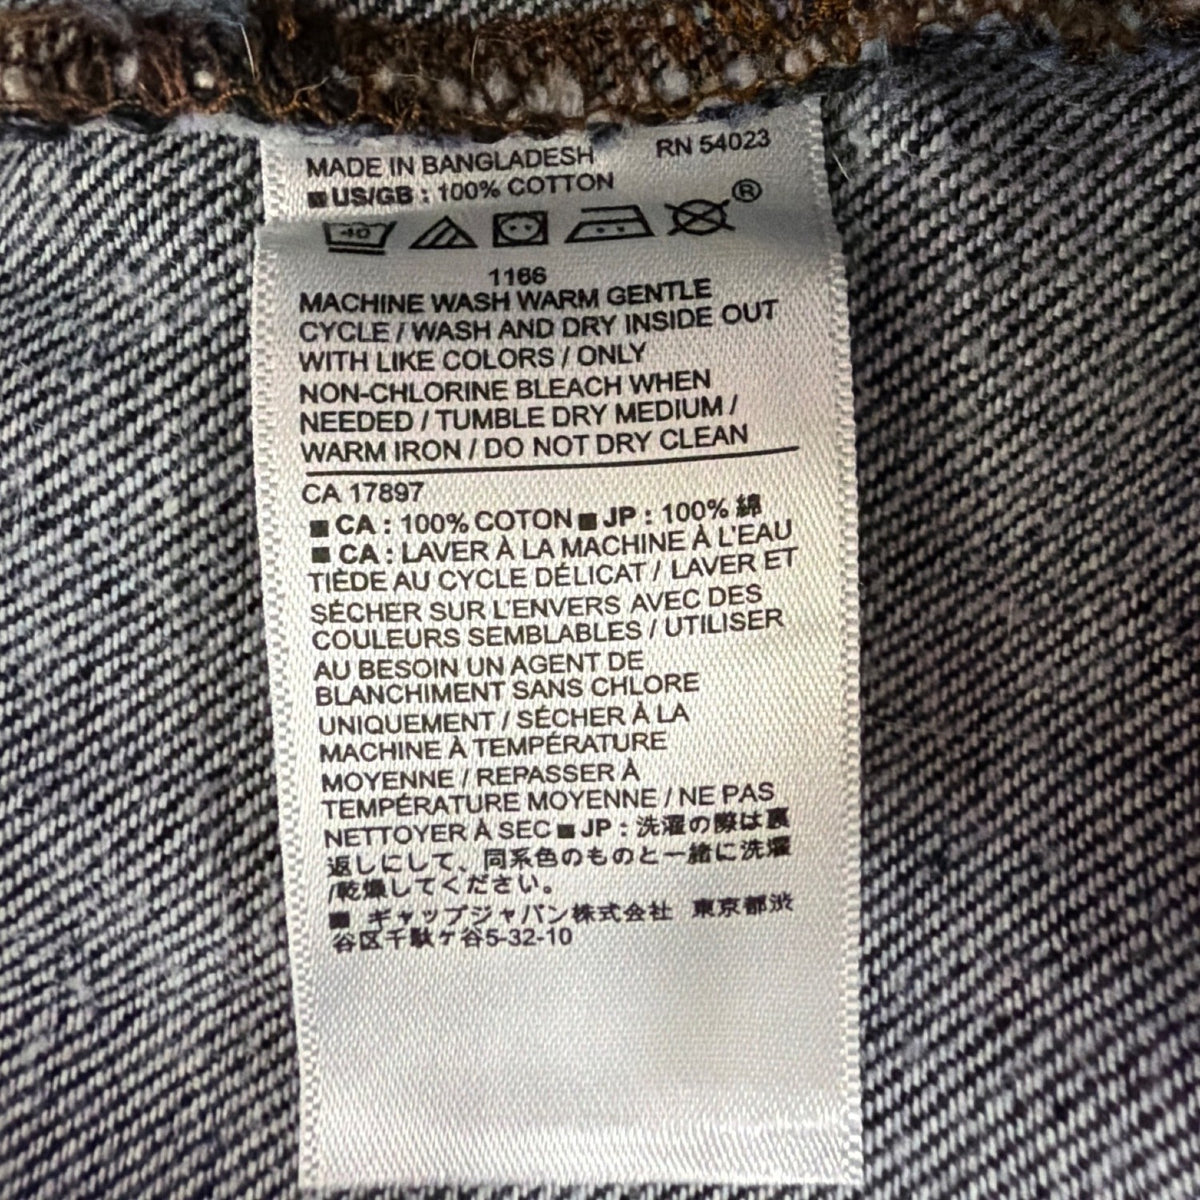 MADE IN BANGLADESH RN 54023
■ US/GB : 100% COTTON
40 ®
1166
MACHINE WASH WARM GENTLE
CYCLE / WASH AND DRY INSIDE OUT
WITH LIKE COLORS / ONLY
NON-CHLORINE BLEACH WHEN
NEEDED / TUMBLE DRY MEDIUM /
WARM IRON / DO NOT DRY CLEAN
CA 17897
■ CA : 100% COTON ■ JP : 100% 綿
■ CA : LAVER À LA MACHINE À L'EAU
TIÈDE AU CYCLE DÉLICAT / LAVER ET
SÉCHER SUR L'ENVERS AVEC DES
COULEURS SEMBLABLES / UTILISER
AU BESOIN UN AGENT DE
BLANCHIMENT SANS CHLORE
UNIQUEMENT / SÉCHER À LA
MACHINE À TEMPÉRATURE
MOYENNE / REPASSER À
TEMPÉRATURE MOYENNE / NE PAS
NETTOYER À SEC ■ JP : 洗濯の際は裏
返しにして、同系色のものと一緒に洗濯
/乾燥してください。
■ ギャップジャパン株式会社 東京都渋
谷区千駄ヶ谷5-32-10